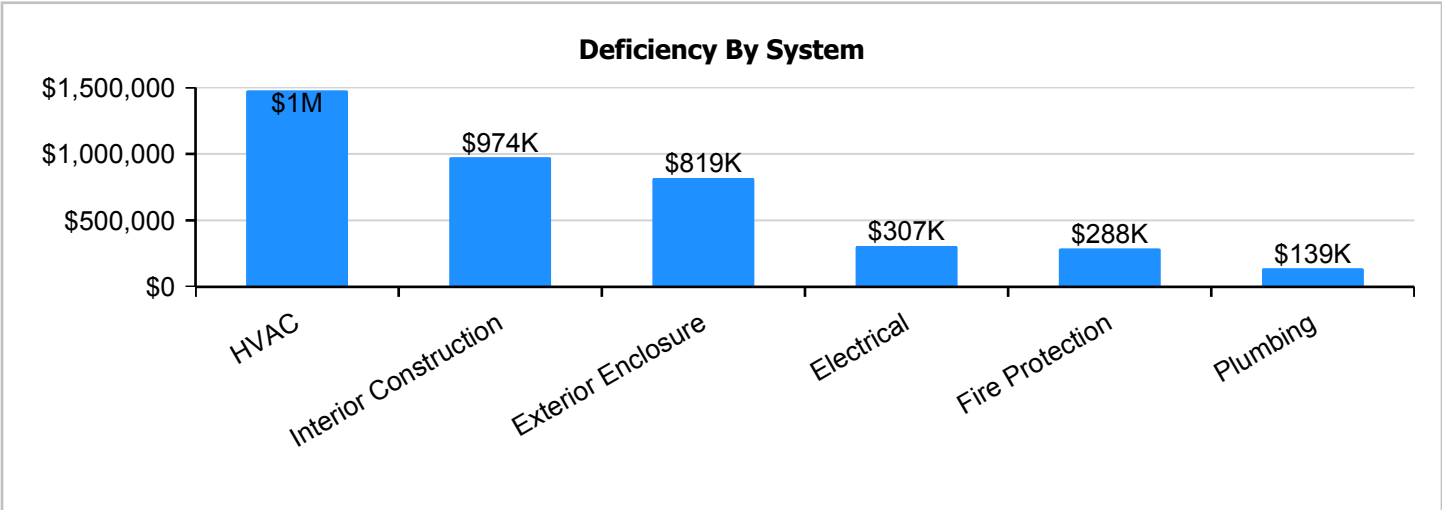 Deficiency By System
$1,500,000
$1,000,000
$500,000
$0
$1M
$974K
$819K
$307K
$288K
$139K
HVAC
Interior Construction
Exterior Enclosure
Electrical
Fire Protection
Plumbing